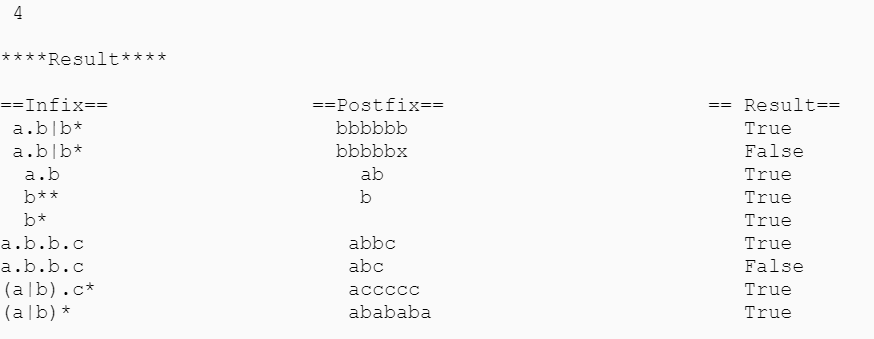 4
****Result****
==Infix== ==Postfix== == Result==
a.b|b* bbbbbb True
a.b|b* bbbbbx False
a.b ab True
b** b True
b* True
a.b.b.c abbc True
a.b.b.c abc False
(a|b).c* accccc True
(a|b)* abababa True